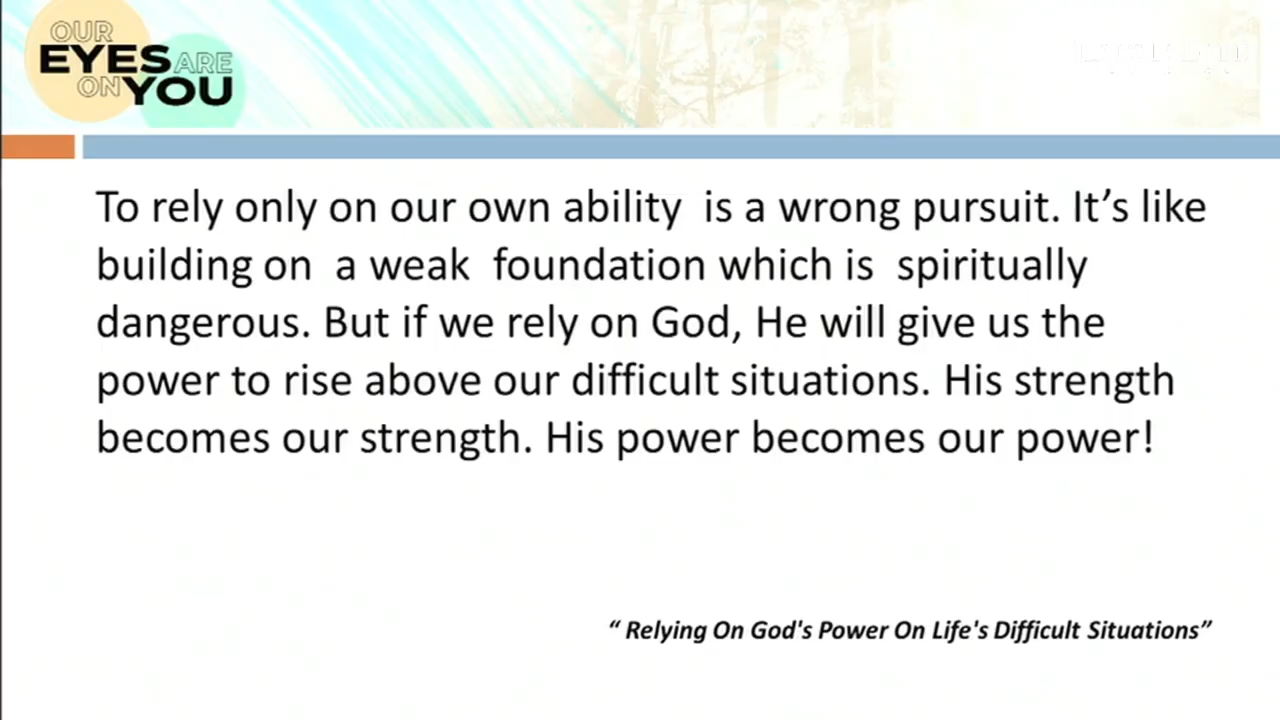 OUR
EYES ARE
ON YOU
To rely only on our own ability is a wrong pursuit. It’s like
building on a weak foundation which is spiritually
dangerous. But if we rely on God, He will give us the
power to rise above our difficult situations. His strength
becomes our strength. His power becomes our power!
“ Relying On God's Power On Life's Difficult Situations”